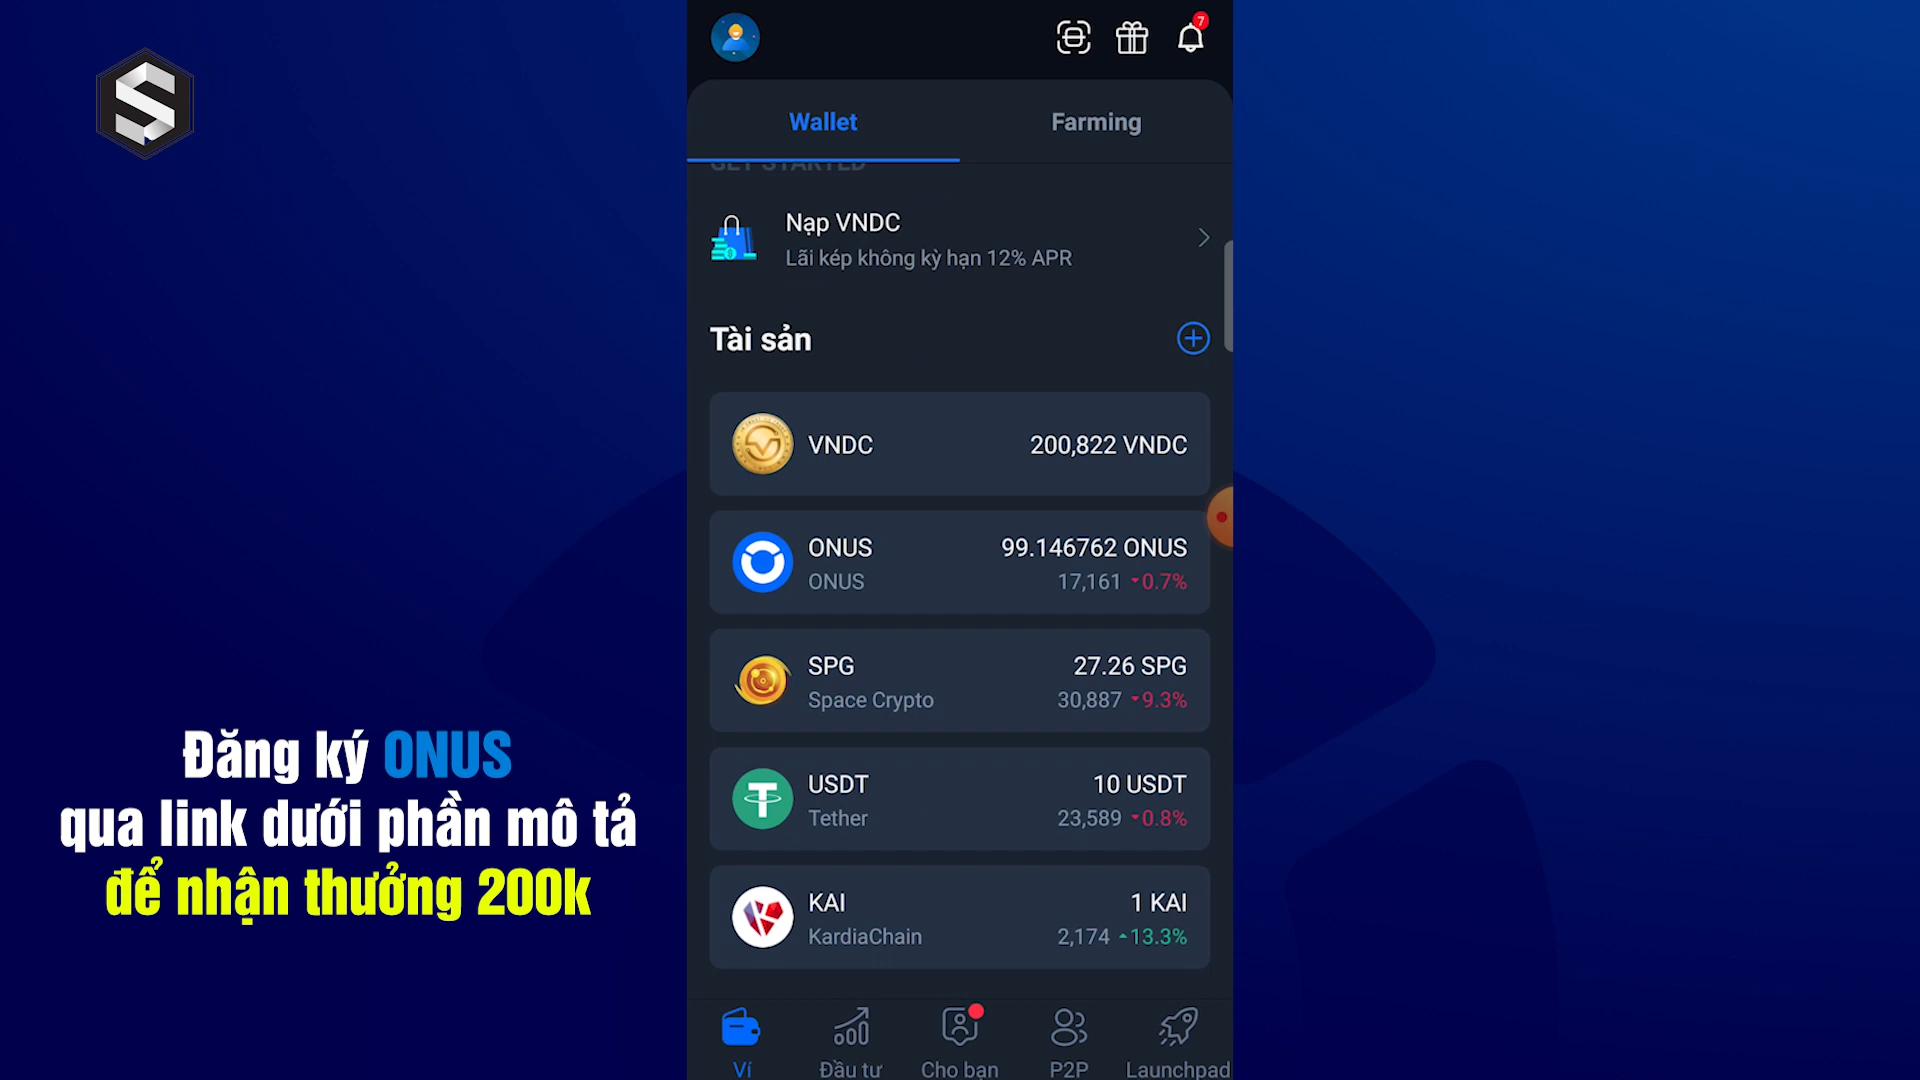 7
Wallet
Farming
GET STARTED
Nạp VNDC
Lãi kép không kỳ hạn 12% APR
Tài sản
VNDC
200,822 VNDC
ONUS
99.146762 ONUS
ONUS
17,161 0.7%
SPG
27.26 SPG
Space Crypto
30,887 9.3%
USDT
10 USDT
Tether
23,589 0.8%
KAI
1 KAI
KardiaChain
2,174 13.3%
Ví
Đầu tư
Cho bạn
P2P
Launchpad
Đăng ký ONUS
qua link dưới phần mô tả
để nhận thưởng 200k